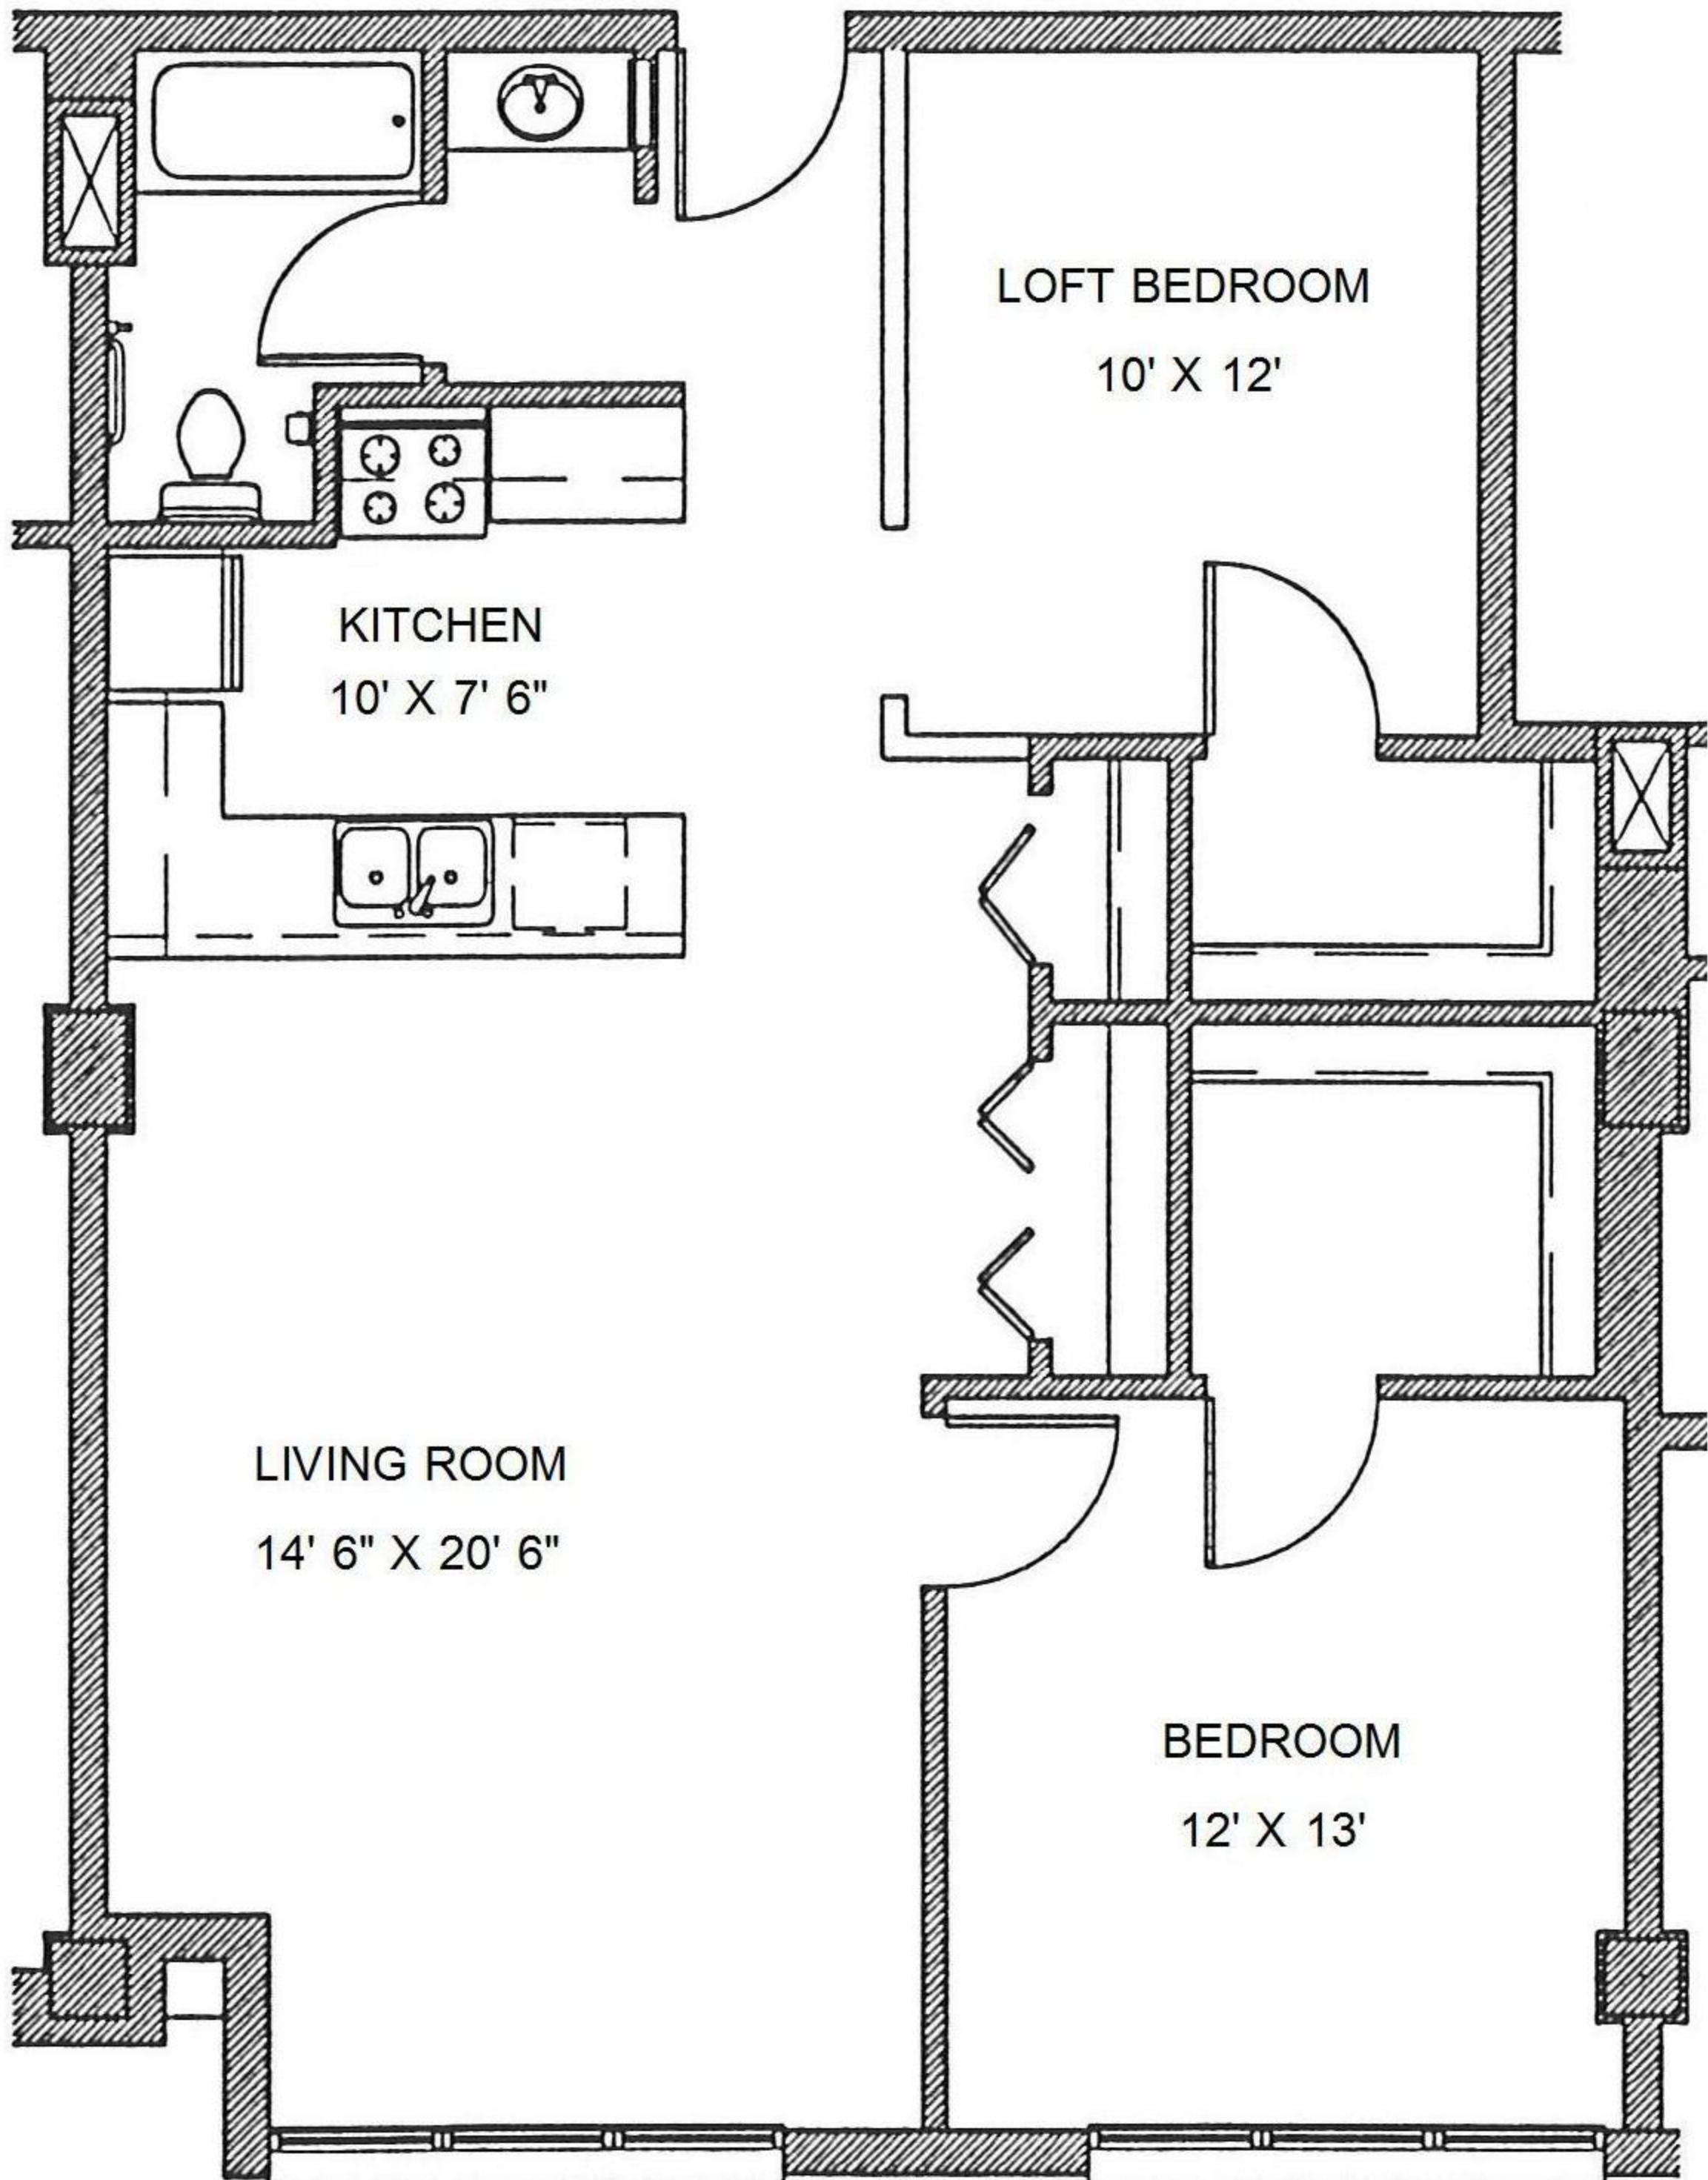 LOFT BEDROOM
10' X 12'
KITCHEN
10' X 7' 6"
LIVING ROOM
14' 6" X 20' 6"
BEDROOM
12' X 13'